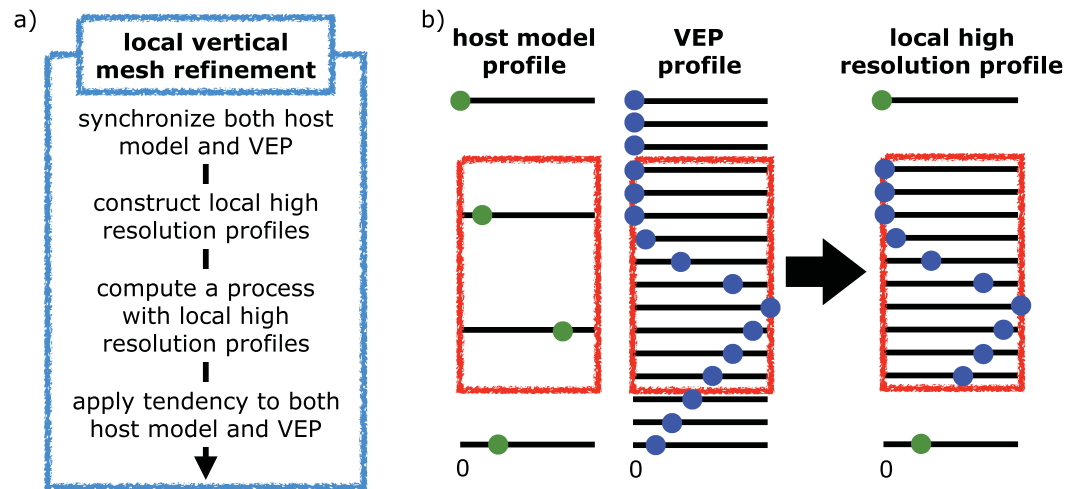 a)
local vertical
mesh refinement
synchronize both host
model and VEP
construct local high
resolution profiles
compute a process
with local high
resolution profiles
apply tendency to both
host model and VEP
b)
host model
profile
VEP
profile
local high
resolution profile
0
0
0